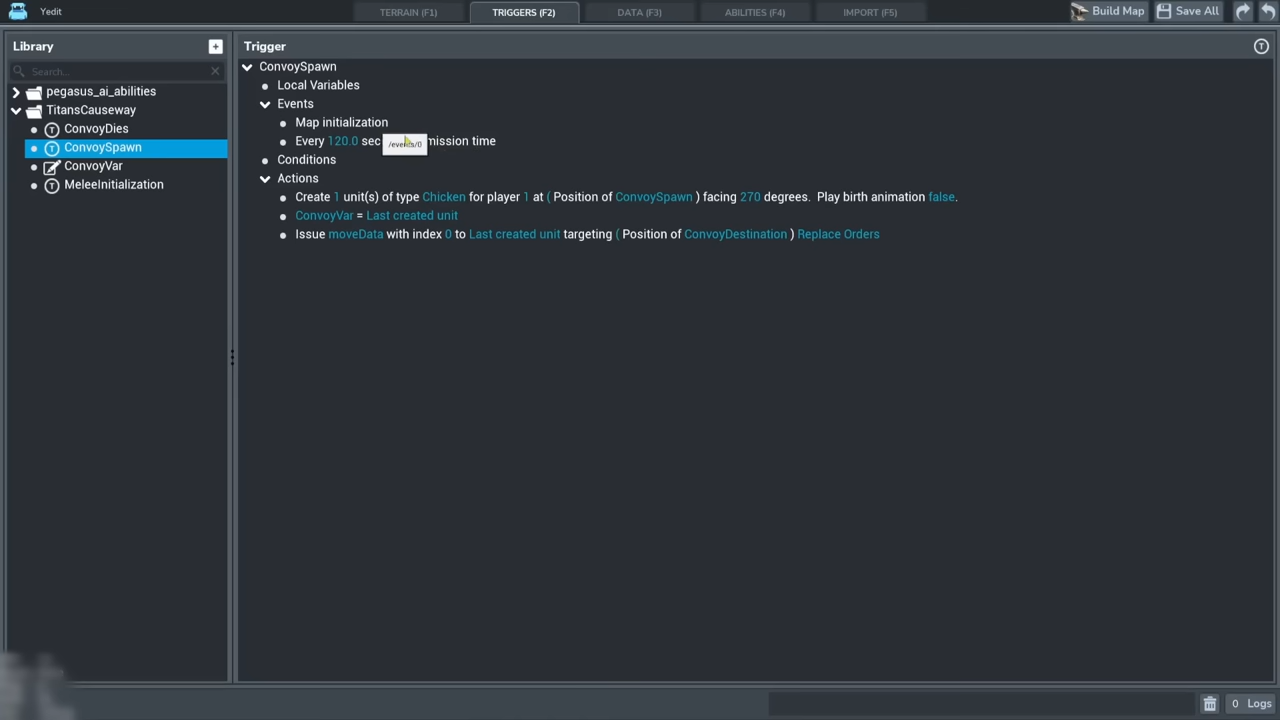 Yedit
TERRAIN (F1)
TRIGGERS (F2)
DATA (F3)
ABILITIES (F4)
IMPORT (F5)
Build Map
Save All
Library
+
Search...
pegasus_ai_abilities
TitansCauseway
ConvoyDies
ConvoySpawn
ConvoyVar
MeleeInitialization
Trigger
ConvoySpawn
Local Variables
Events
Map initialization
Every 120.0 sec mission time
/events/0
Conditions
Actions
Create 1 unit(s) of type Chicken for player 1 at ( Position of ConvoySpawn ) facing 270 degrees. Play birth animation false.
ConvoyVar = Last created unit
Issue moveData with index 0 to Last created unit targeting ( Position of ConvoyDestination ) Replace Orders
0 Logs